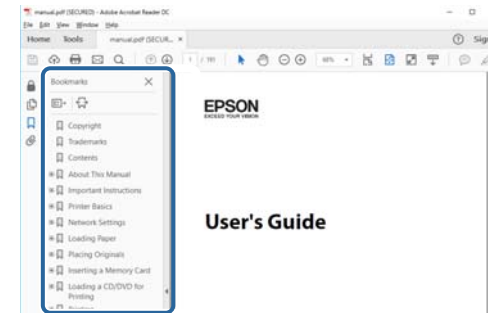 manual.pdf (SECURED) - Adobe Acrobat Reader DC
File Edit View Window Help
Home Tools manual.pdf (SECUR... ×
Sig
Bookmarks
Copyright
Trademarks
Contents
About This Manual
Important Instructions
Printer Basics
Network Settings
Loading Paper
Placing Originals
Inserting a Memory Card
Loading a CD/DVD for
Printing
EPSON
EXCEED YOUR VISION
User's Guide